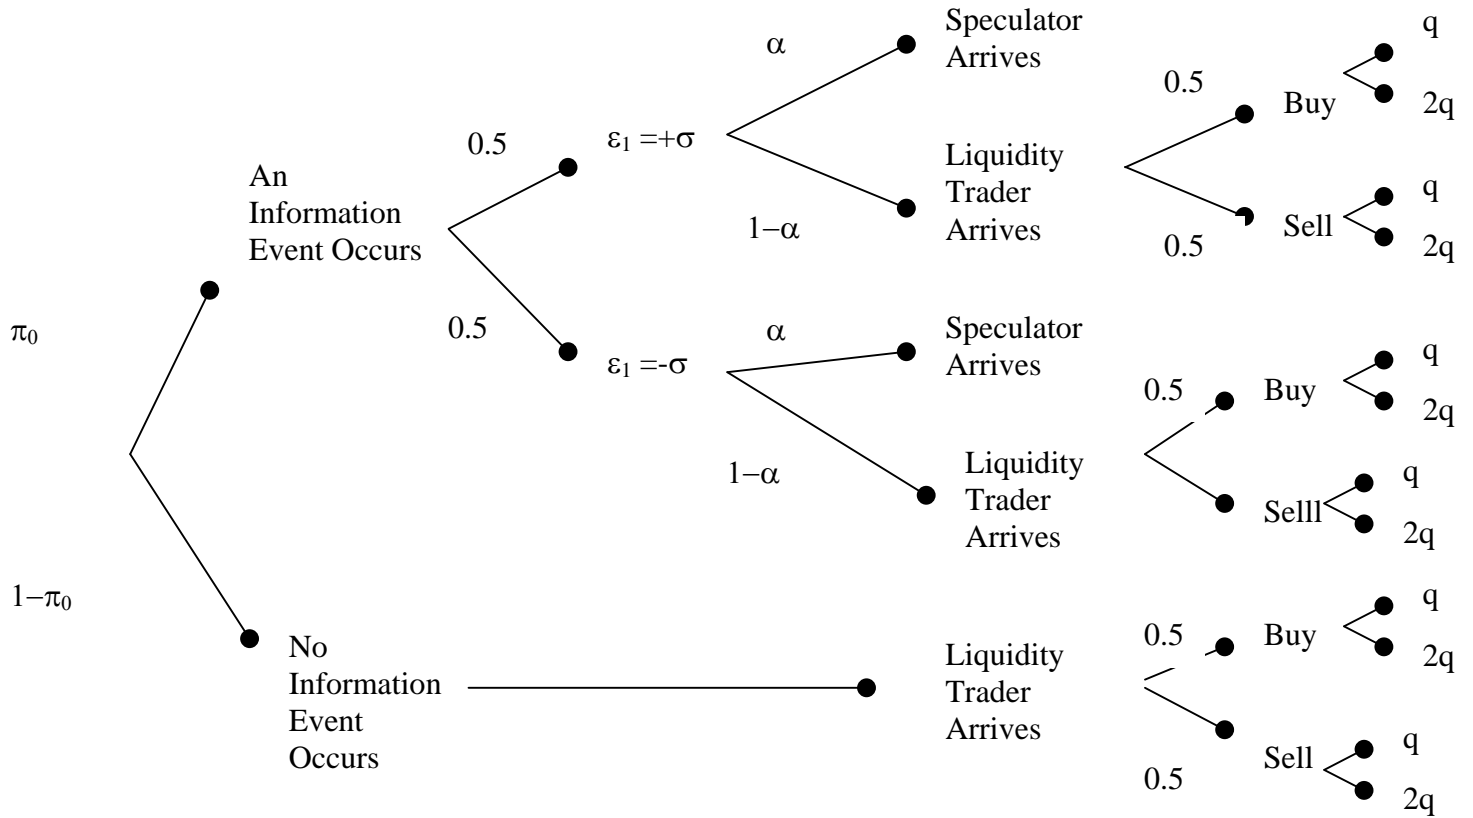 Speculator
Arrives
α
0.5
Buy
q
2q
0.5
ε₁ =+σ
An
Information
Event Occurs
Liquidity
Trader
Arrives
1−α
0.5
Sell
q
2q
π₀
0.5
ε₁ =-σ
α
Speculator
Arrives
0.5
Buy
q
2q
1−α
Liquidity
Trader
Arrives
Selll
q
2q
1−π₀
No
Information
Event
Occurs
Liquidity
Trader
Arrives
0.5
Buy
q
2q
0.5
Sell
q
2q